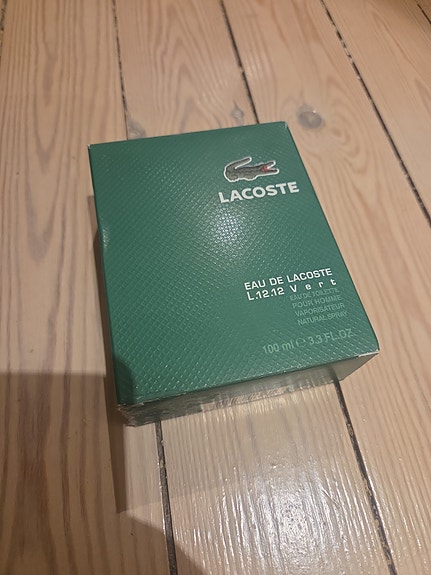 LACOSTE
EAU DE LACOSTE
L.12.12 Vert
EAU DE TOILETTE
POUR HOMME
VAPORISATEUR
NATURAL SPRAY
100 ml ℮ 3.3 FL.OZ.